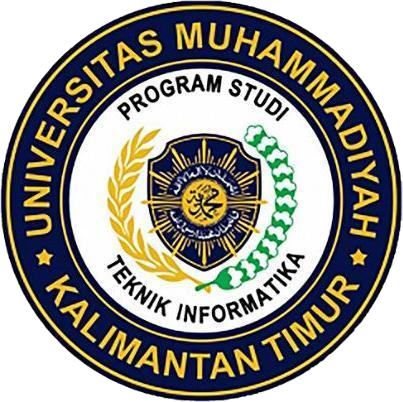 UNIVERSITAS MUHAMMADIYAH
PROGRAM STUDI
TEKNIK INFORMATIKA
KALIMANTAN TIMUR